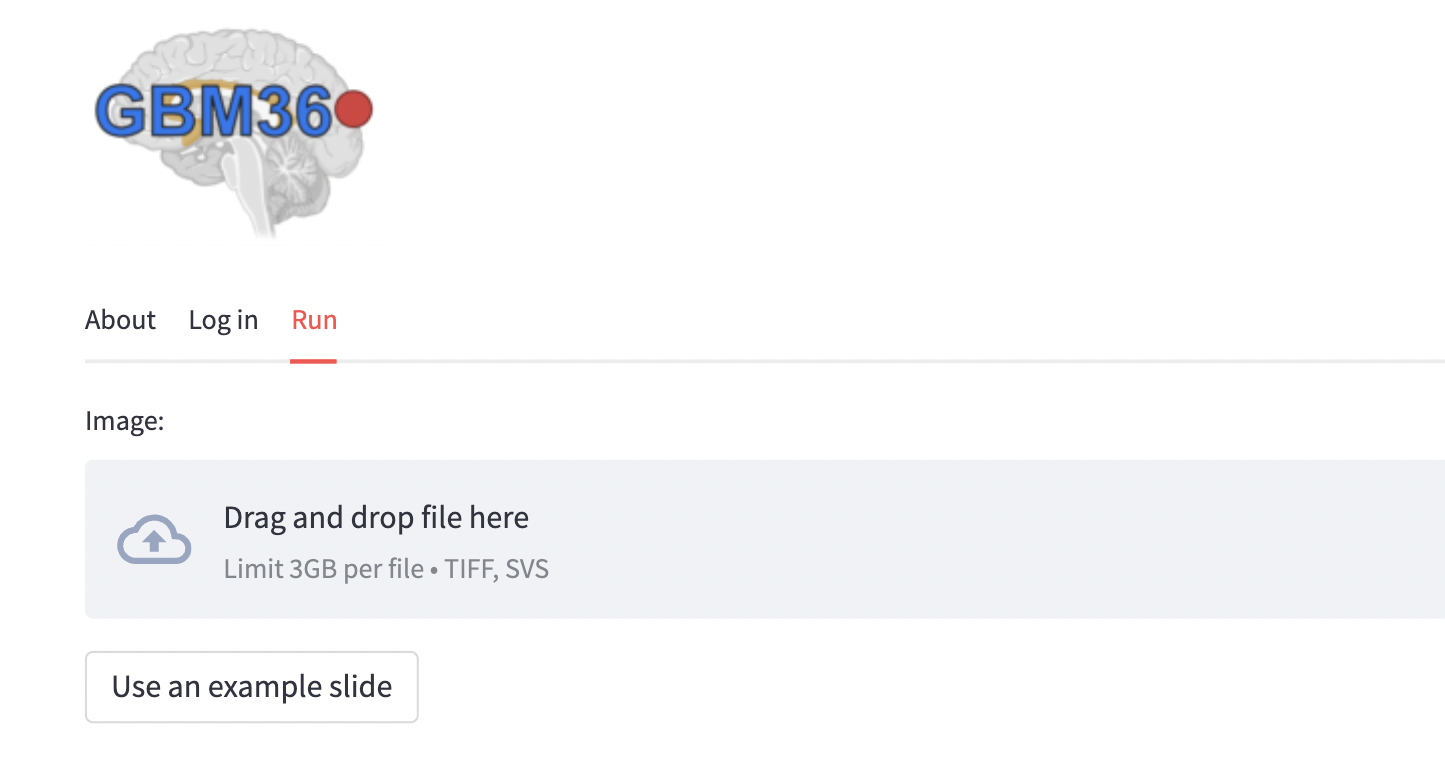 GBM36
About Log in Run
Image:
Drag and drop file here
Limit 3GB per file • TIFF, SVS
Use an example slide